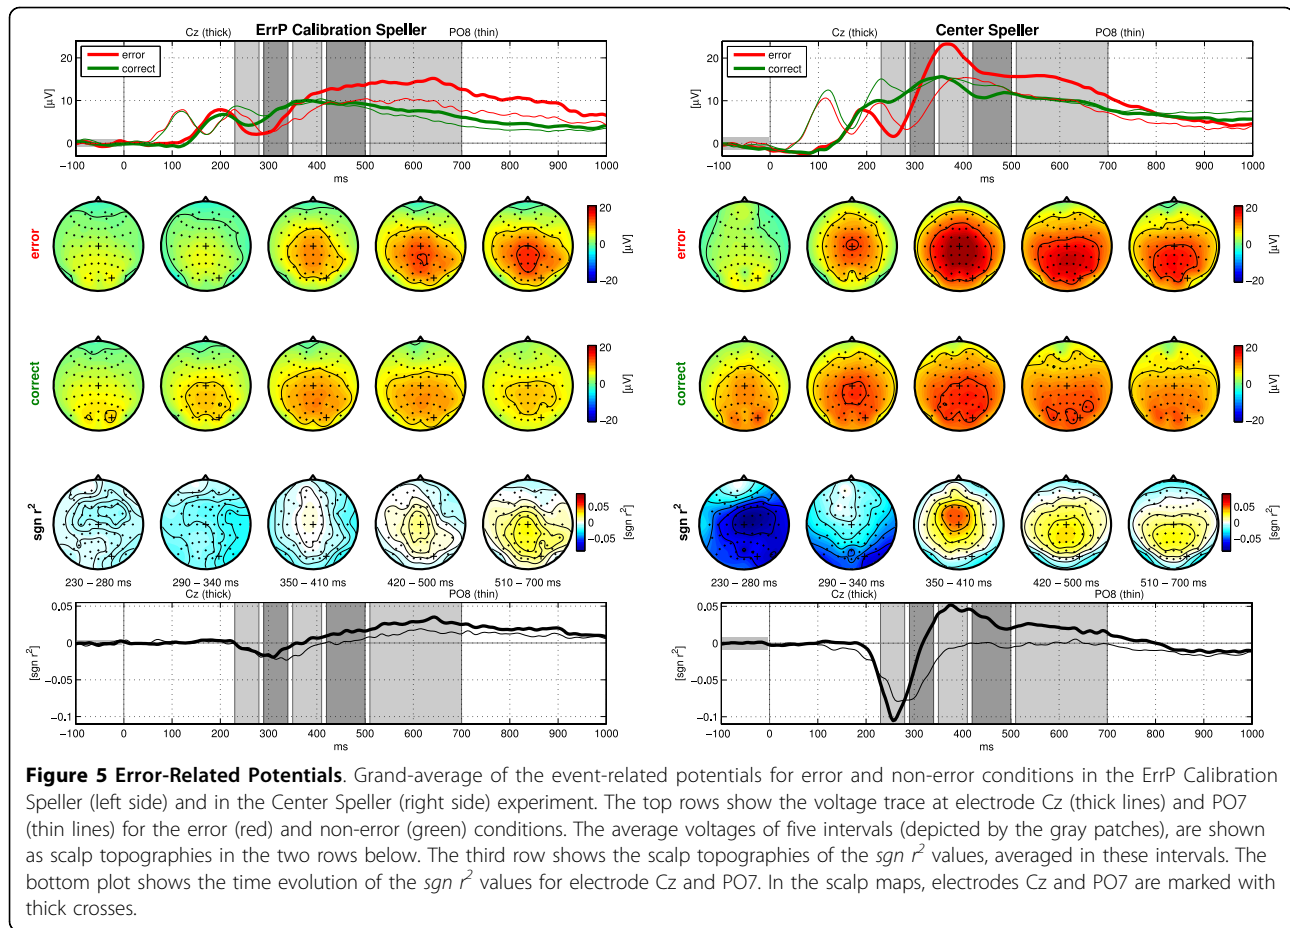 Cz (thick) ErrP Calibration Speller PO8 (thin)
[µV]
20
10
0
error
correct
−100 0 100 200 300 400 500 600 700 800 900 1000
ms
Cz (thick) Center Speller PO8 (thin)
[µV]
20
10
0
error
correct
−100 0 100 200 300 400 500 600 700 800 900 1000
ms
error
20
0
−20
[µV]
error
20
0
−20
[µV]
correct
20
0
−20
[µV]
correct
20
0
−20
[µV]
sgn r²
0.05
0
−0.05
[sgn r²]
230 – 280 ms 290 – 340 ms 350 – 410 ms 420 – 500 ms 510 – 700 ms
sgn r²
0.05
0
−0.05
[sgn r²]
230 – 280 ms 290 – 340 ms 350 – 410 ms 420 – 500 ms 510 – 700 ms
Cz (thick) PO8 (thin)
[sgn r²]
0.05
0
−0.05
−0.1
−100 0 100 200 300 400 500 600 700 800 900 1000
ms
Cz (thick) PO8 (thin)
[sgn r²]
0.05
0
−0.05
−0.1
−100 0 100 200 300 400 500 600 700 800 900 1000
ms
Figure 5 Error-Related Potentials. Grand-average of the event-related potentials for error and non-error conditions in the ErrP Calibration
Speller (left side) and in the Center Speller (right side) experiment. The top rows show the voltage trace at electrode Cz (thick lines) and PO7
(thin lines) for the error (red) and non-error (green) conditions. The average voltages of five intervals (depicted by the gray patches), are shown
as scalp topographies in the two rows below. The third row shows the scalp topographies of the sgn r² values, averaged in these intervals. The
bottom plot shows the time evolution of the sgn r² values for electrode Cz and PO7. In the scalp maps, electrodes Cz and PO7 are marked with
thick crosses.